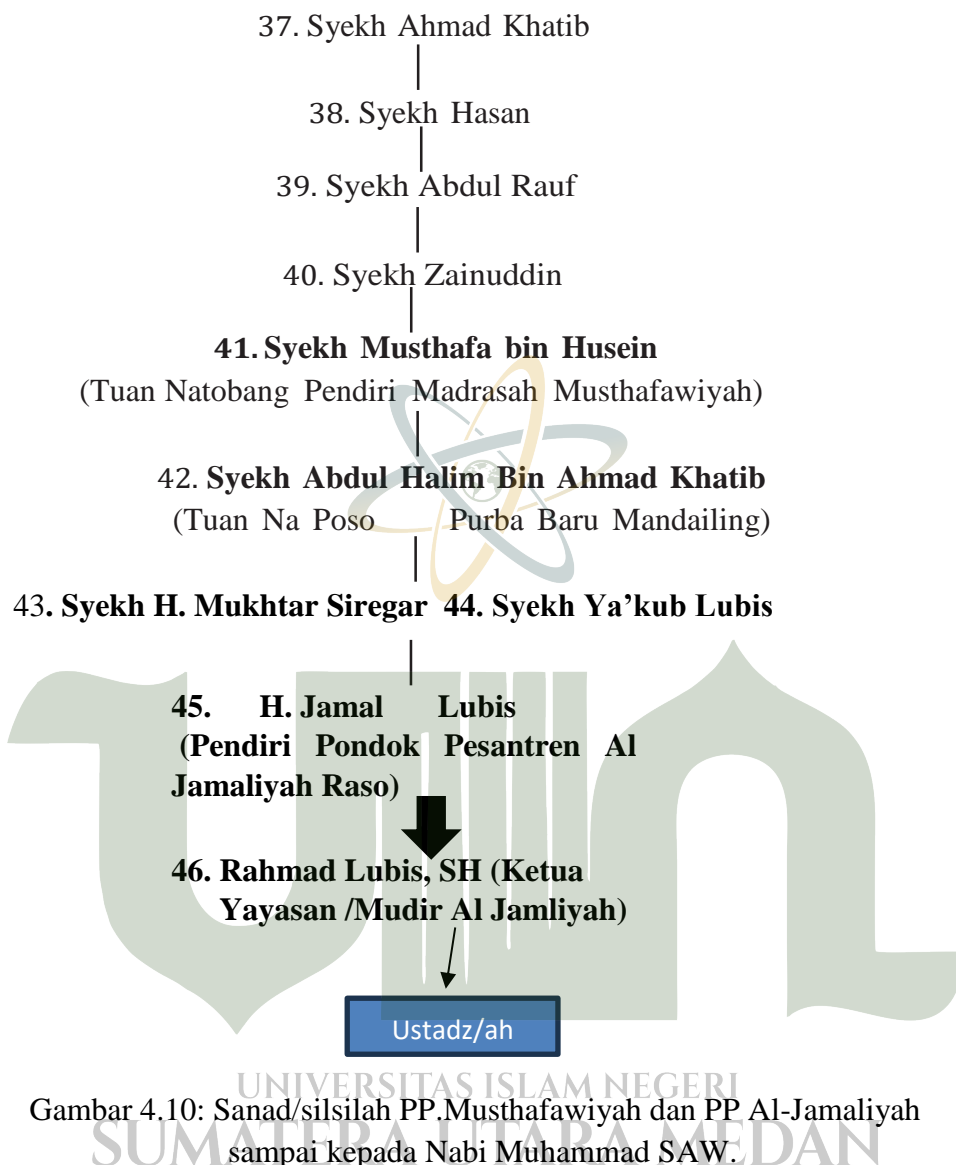 37. Syekh Ahmad Khatib
38. Syekh Hasan
39. Syekh Abdul Rauf
40. Syekh Zainuddin
41. Syekh Musthafa bin Husein
(Tuan Natobang Pendiri Madrasah Musthafawiyah)
42. Syekh Abdul Halim Bin Ahmad Khatib
(Tuan Na Poso Purba Baru Mandailing)
43. Syekh H. Mukhtar Siregar 44. Syekh Ya’kub Lubis
45. H. Jamal Lubis
(Pendiri Pondok Pesantren Al
Jamaliyah Raso)
46. Rahmad Lubis, SH (Ketua
Yayasan /Mudir Al Jamliyah)
Ustadz/ah
UNIVERSITAS ISLAM NEGERI
Gambar 4.10: Sanad/silsilah PP.Musthafawiyah dan PP Al-Jamaliyah
SUMATERA UTARA MEDAN
sampai kepada Nabi Muhammad SAW.